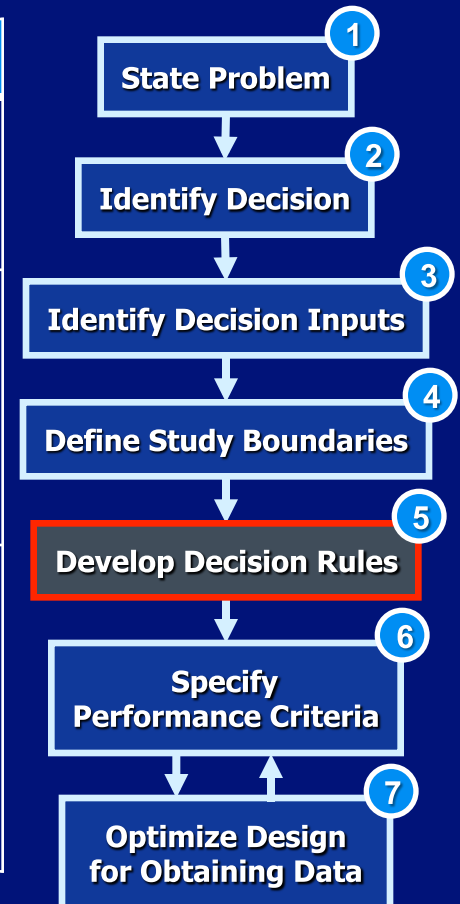 1
State Problem
2
Identify Decision
3
Identify Decision Inputs
4
Define Study Boundaries
5
Develop Decision Rules
6
Specify
Performance Criteria
7
Optimize Design
for Obtaining Data